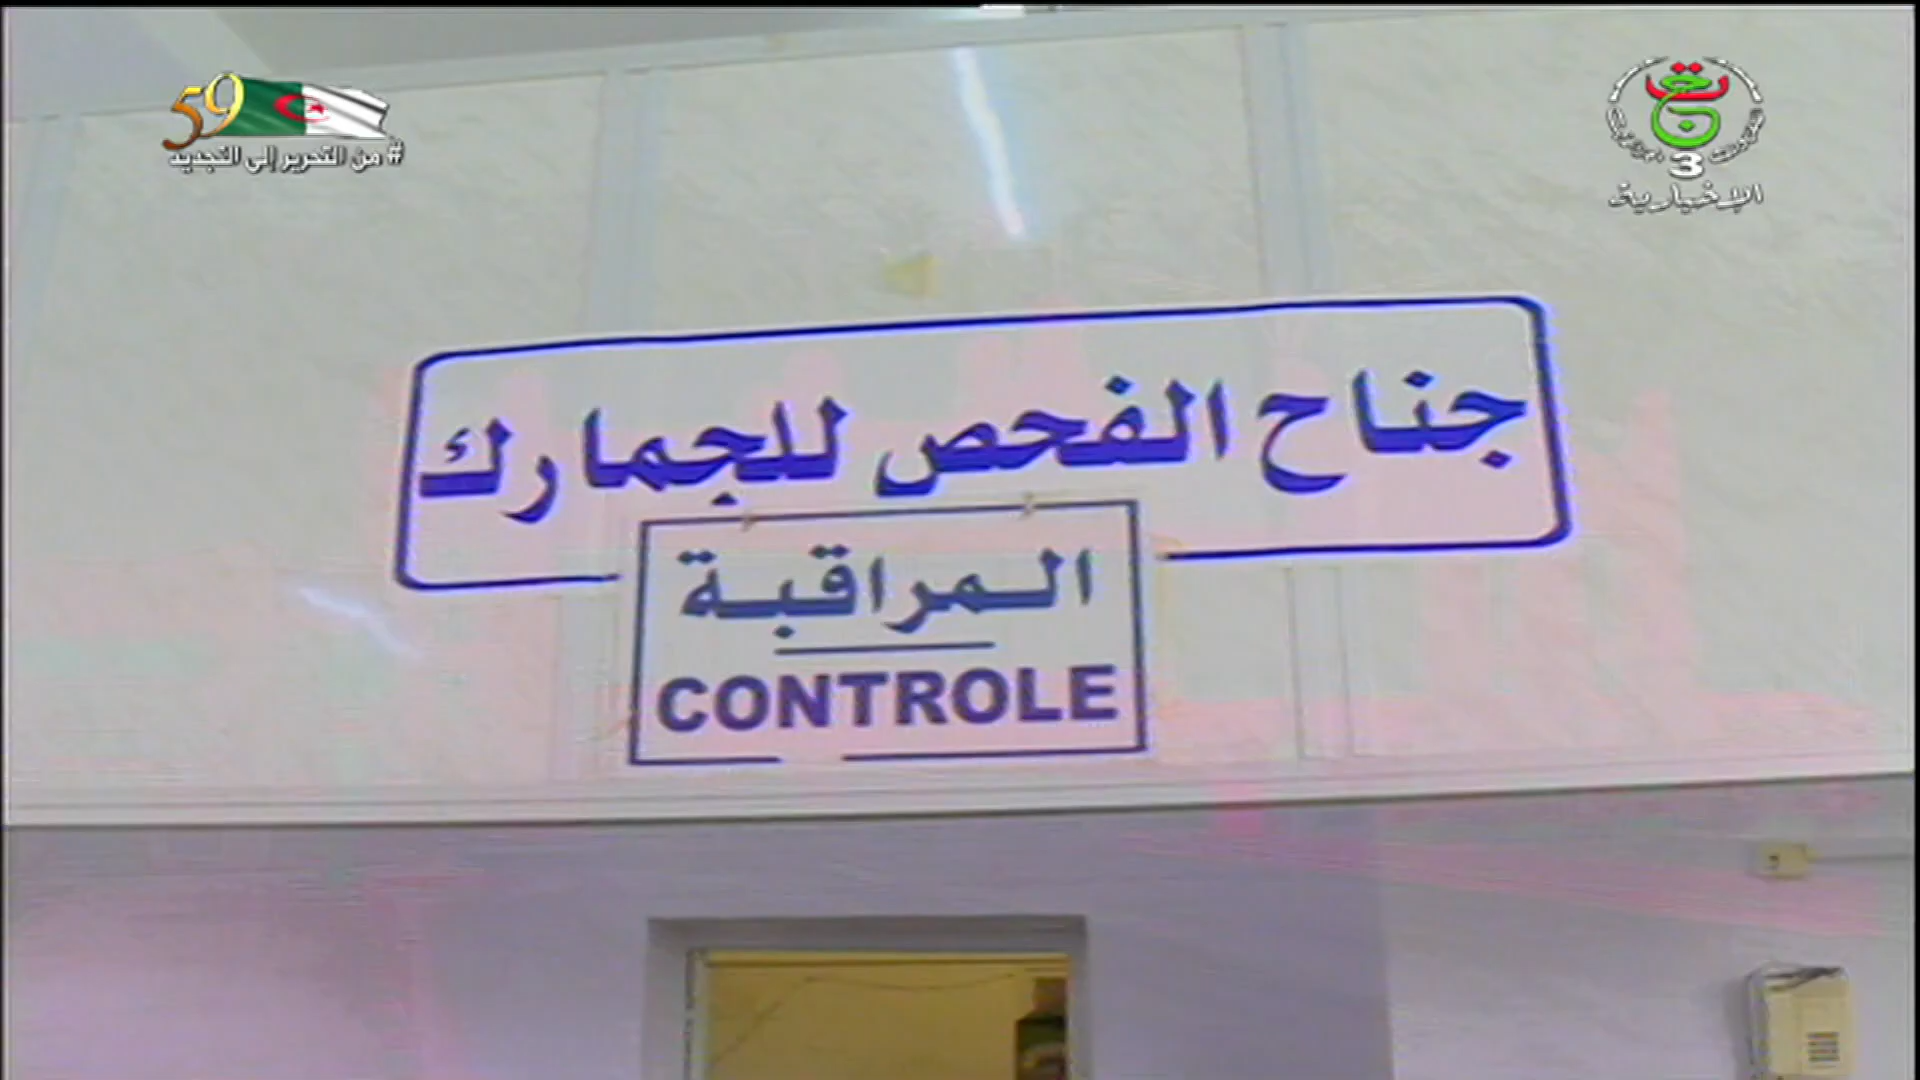 59
# من التحرير إلى التجديد
3
الإخبارية
جناح الفحص للجمارك
المراقبة
CONTROLE